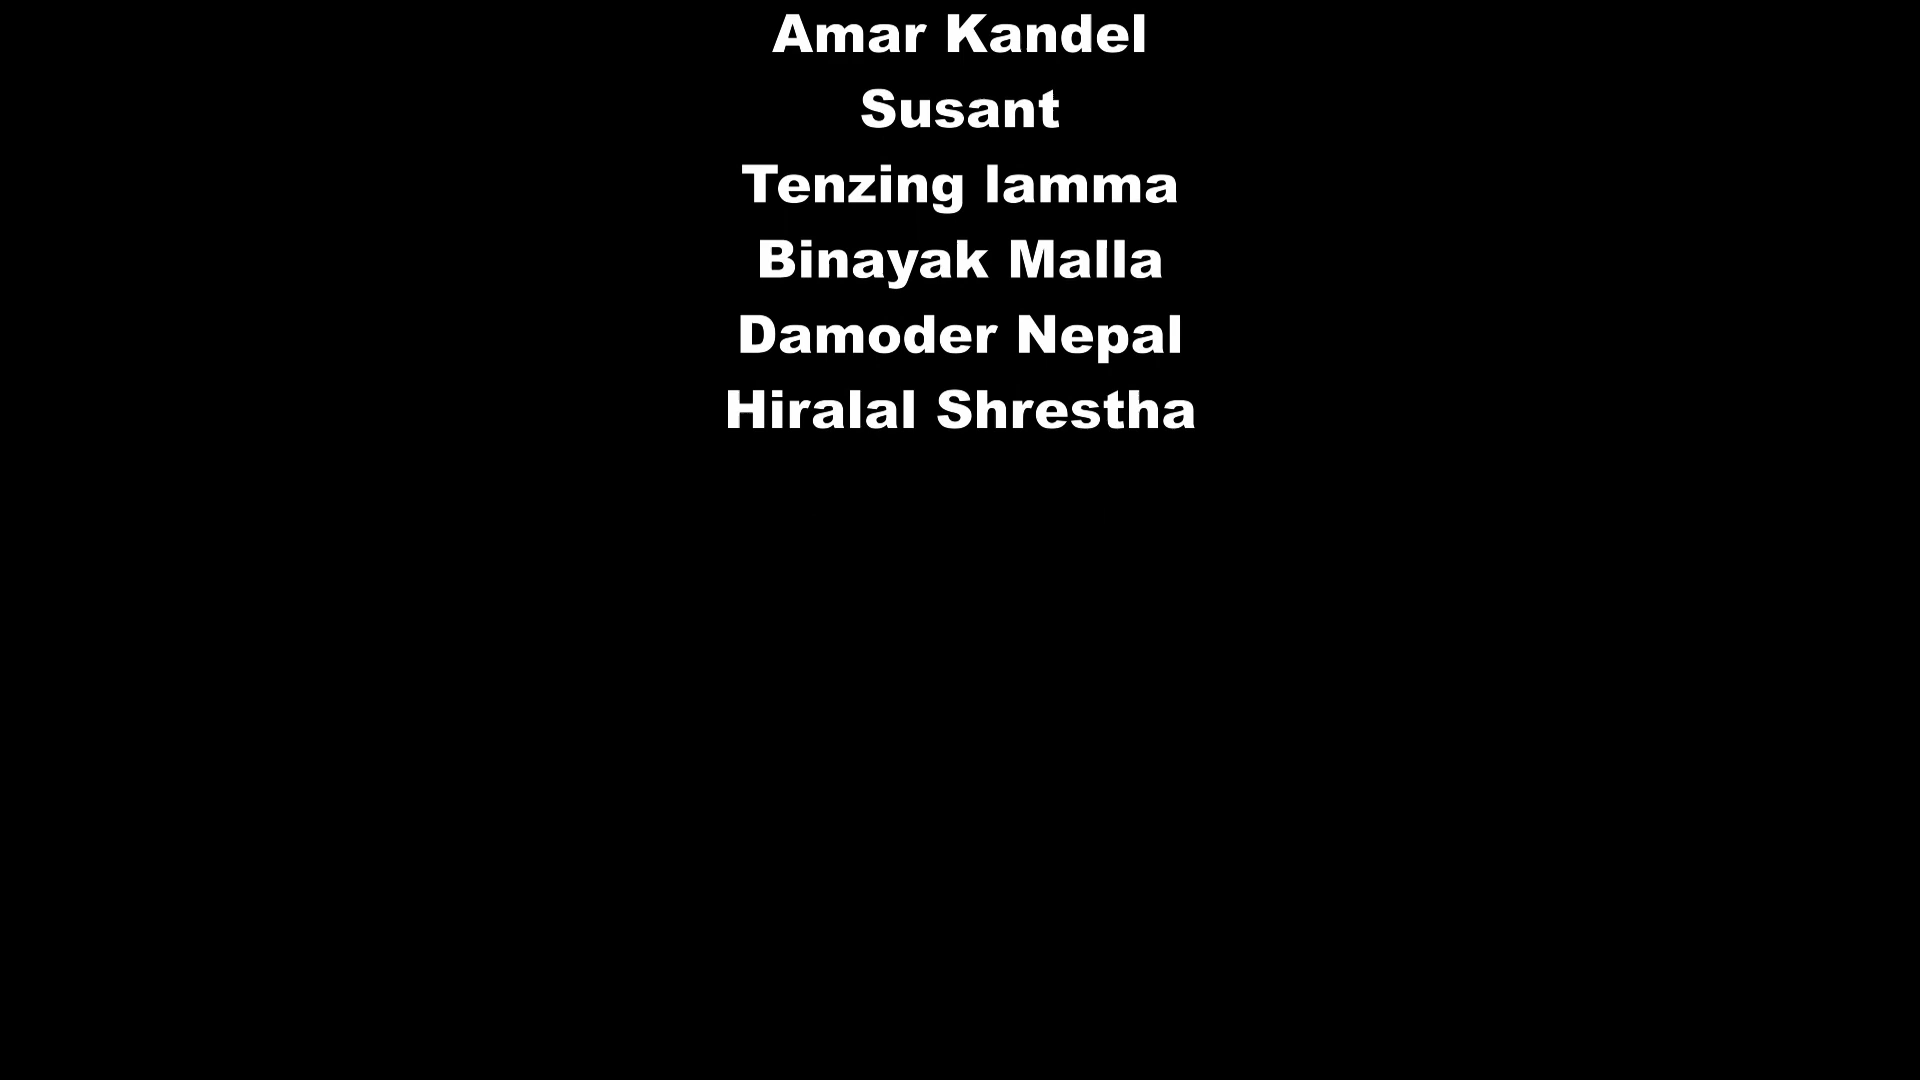 Amar Kandel
Susant
Tenzing lamma
Binayak Malla
Damoder Nepal
Hiralal Shrestha